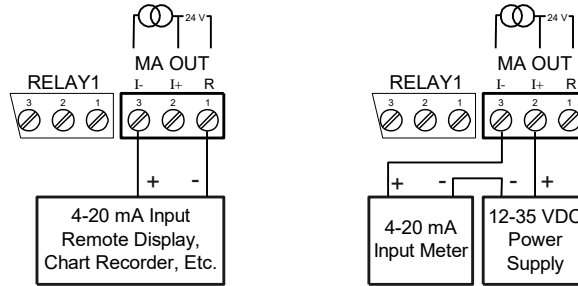 24 V
MA OUT
RELAY1 I- I+ R
3 2 1 3 2 1
+ -
4-20 mA Input
Remote Display,
Chart Recorder, Etc.
24 V
MA OUT
RELAY1 I- I+ R
3 2 1 3 2 1
+ - - +
4-20 mA
Input Meter
12-35 VDC
Power
Supply